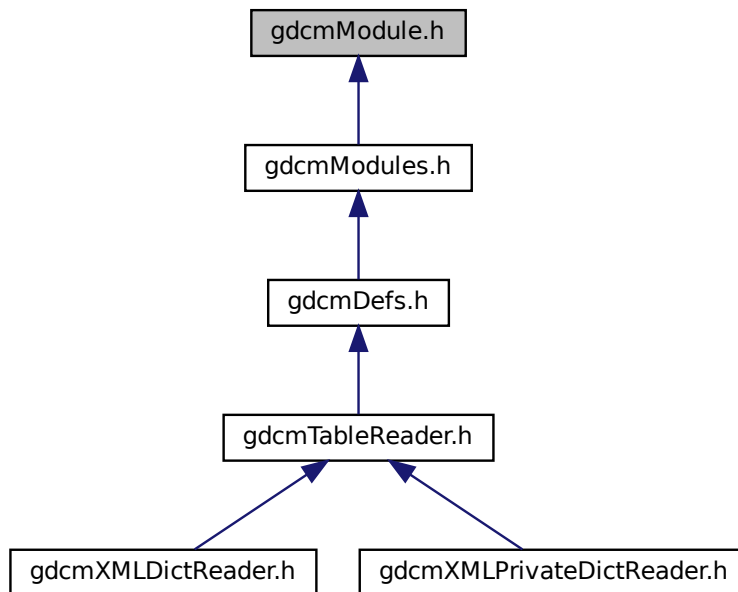 gdcmModule.h
gdcmModules.h
gdcmDefs.h
gdcmTableReader.h
gdcmXMLDictReader.h
gdcmXMLPrivateDictReader.h